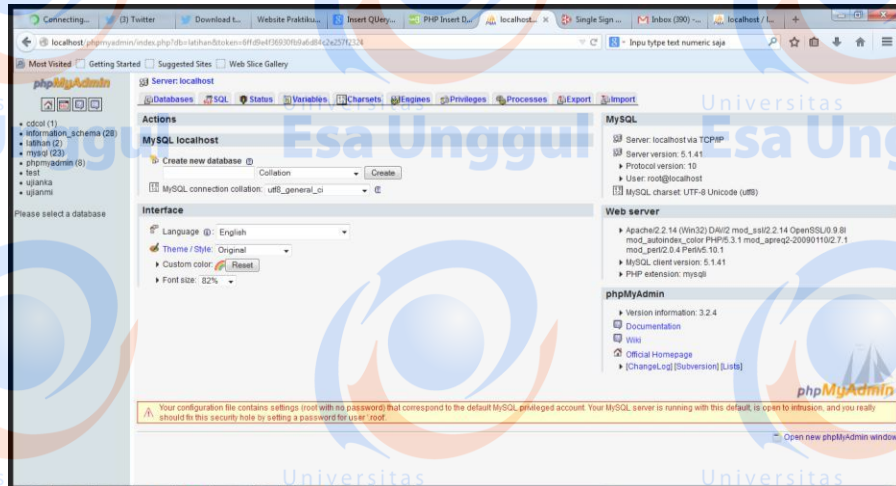 Connecting...
(3) Twitter
Download t...
Website Praktiku...
Insert QUery...
PHP Insert D...
localhost...
Single Sign ...
Inbox (390) -...
localhost / l...
localhost/phpmyadmin/index.php?db=latihan&token=6ffd9e4f36930fb9a6d84c2e257f2324
Inpu tytpe text numeric saja
Most Visited
Getting Started
Suggested Sites
Web Slice Gallery
phpMyAdmin
cdcol (1)
information_schema (28)
latihan (2)
mysql (23)
phpmyadmin (8)
test
ujianka
ujianmi
Please select a database
Server: localhost
Databases
SQL
Status
Variables
Charsets
Engines
Privileges
Processes
Export
Import
Actions
MySQL localhost
Create new database
Collation
Create
MySQL connection collation: utf8_general_ci
Interface
Language : English
Theme / Style: Original
Custom color: Reset
Font size: 82%
MySQL
Server: localhost via TCP/IP
Server version: 5.1.41
Protocol version: 10
User: root@localhost
MySQL charset: UTF-8 Unicode (utf8)
Web server
Apache/2.2.14 (Win32) DAV/2 mod_ssl/2.2.14 OpenSSL/0.9.8l
mod_autoindex_color PHP/5.3.1 mod_apreq2-20090110/2.7.1
mod_perl/2.0.4 Perl/v5.10.1
MySQL client version: 5.1.41
PHP extension: mysqli
phpMyAdmin
Version information: 3.2.4
Documentation
Wiki
Official Homepage
[ChangeLog] [Subversion] [Lists]
phpMyAdmin
Your configuration file contains settings (root with no password) that correspond to the default MySQL privileged account. Your MySQL server is running with this default, is open to intrusion, and you really
should fix this security hole by setting a password for user 'root'.
Open new phpMyAdmin window
Universitas
Esa Unggul
Universitas
Esa Un
Unggul
Universitas
Universitas